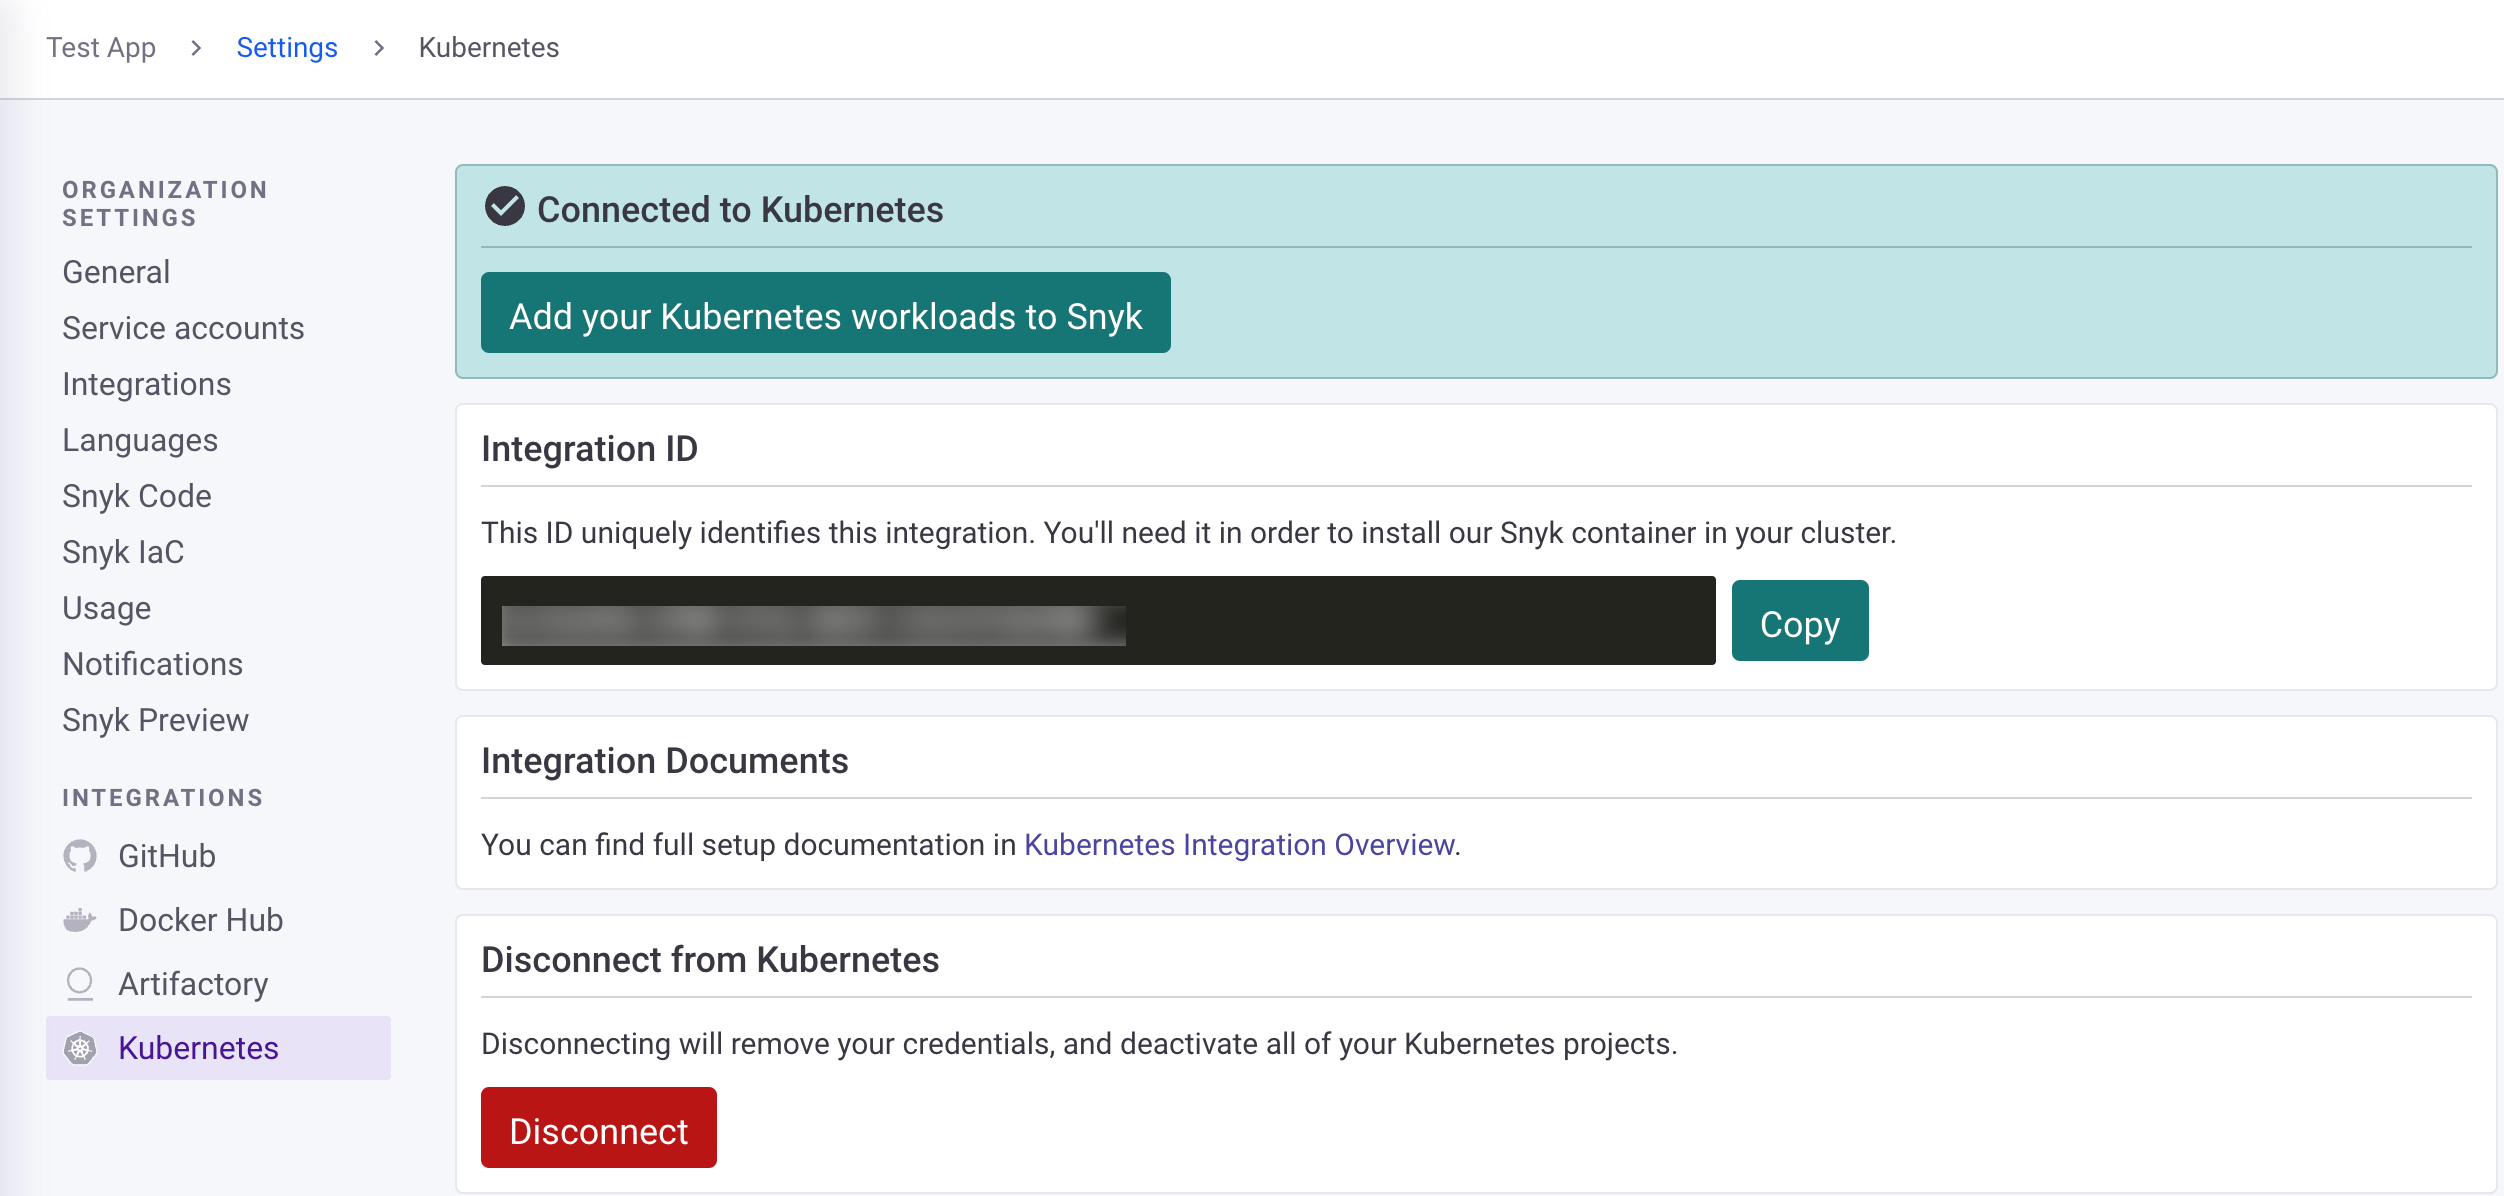 Test App > Settings > Kubernetes
ORGANIZATION
SETTINGS
General
Service accounts
Integrations
Languages
Snyk Code
Snyk IaC
Usage
Notifications
Snyk Preview
INTEGRATIONS
GitHub
Docker Hub
Artifactory
Kubernetes
Connected to Kubernetes
Add your Kubernetes workloads to Snyk
Integration ID
This ID uniquely identifies this integration. You'll need it in order to install our Snyk container in your cluster.
Copy
Integration Documents
You can find full setup documentation in Kubernetes Integration Overview.
Disconnect from Kubernetes
Disconnecting will remove your credentials, and deactivate all of your Kubernetes projects.
Disconnect